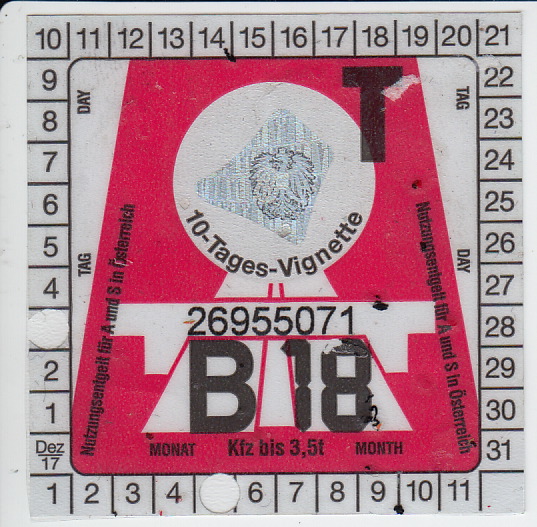 10 11 12 13 14 15 16 17 18 19 20 21
9 22
8 23
7 24
6 25
5 26
4 27
28
2 29
1 30
Dez 17 31
1 2 3 4 6 7 8 9 10 11
DAY
TAG
T
TAG
DAY
10-Tages-Vignette
Nutzungsentgelt für A und S in Österreich
Nutzungsentgelt für A und S in Österreich
26955071
B 18
MONAT Kfz bis 3,5t MONTH